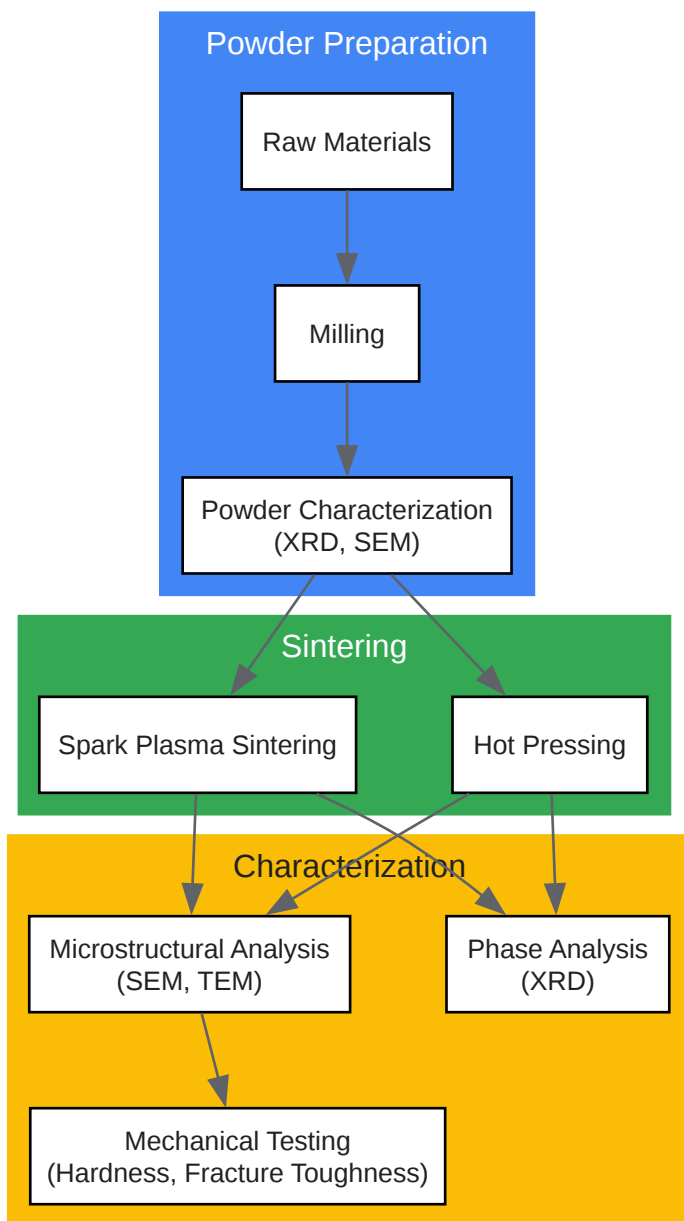 Powder Preparation
Raw Materials
Milling
Powder Characterization
(XRD, SEM)
Sintering
Spark Plasma Sintering
Hot Pressing
Characterization
Microstructural Analysis
(SEM, TEM)
Phase Analysis
(XRD)
Mechanical Testing
(Hardness, Fracture Toughness)